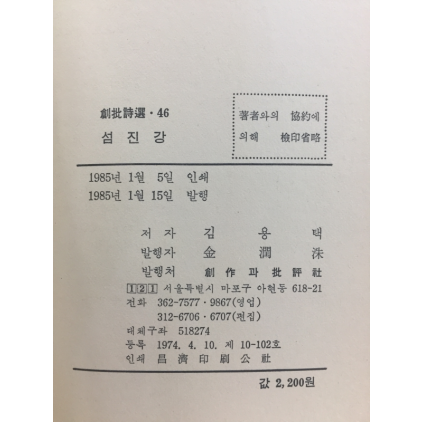 創批詩選・46
섬진강
著者와의 協約에
의해 檢印省略
1985년 1월 5일 인쇄
1985년 1월 15일 발행
저 자 김 용 택
발행자 金 潤 洙
발행처 創作과批評社
121 서울특별시 마포구 아현동 618-21
전화 362-7577・9867(영업)
312-6706・6707(편집)
대체구좌 518274
등록 1974. 4. 10. 제 10-102호
인쇄 昌濟印刷公社
값 2,200원